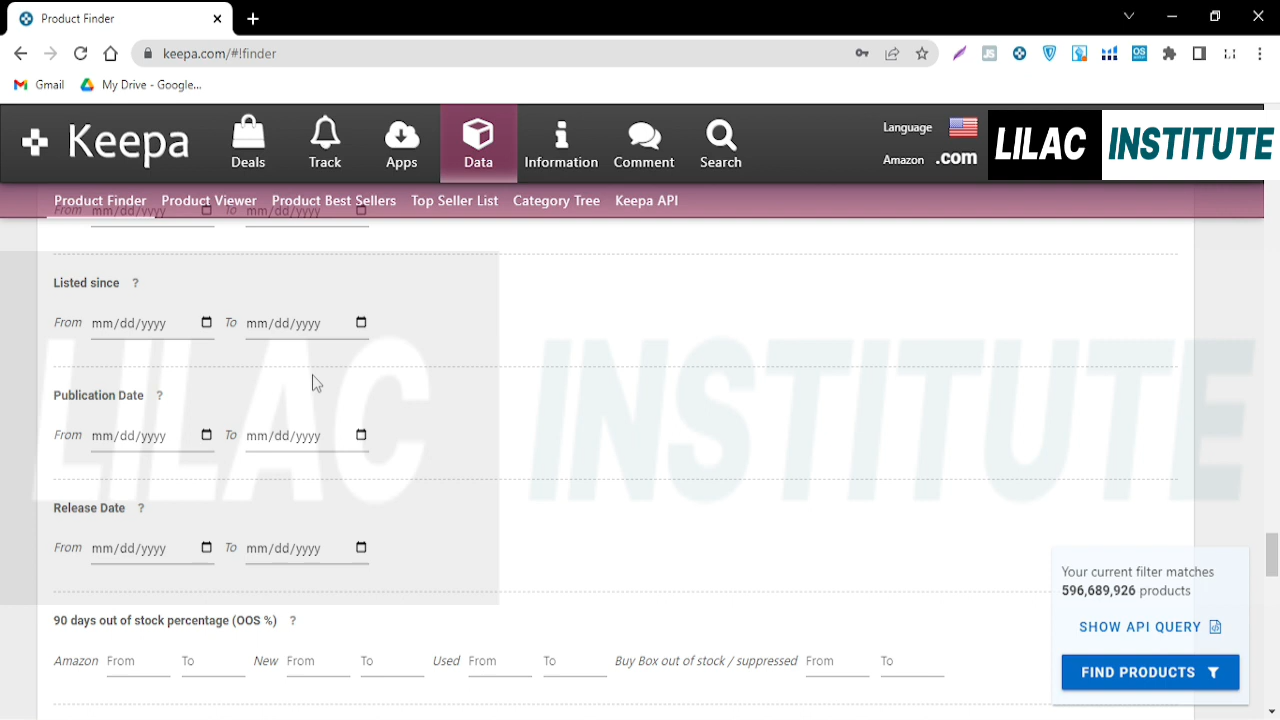 Product Finder
keepa.com/#!finder
Gmail My Drive - Google...
Keepa Deals Track Apps Data Information Comment Search
Language
Amazon .com
LILAC INSTITUTE
Product Finder Product Viewer Product Best Sellers Top Seller List Category Tree Keepa API
From mm/dd/yyyy mm/dd/yyyy
Listed since ?
From mm/dd/yyyy To mm/dd/yyyy
LILAC INSTITUTE
Publication Date ?
From mm/dd/yyyy To mm/dd/yyyy
Release Date ?
From mm/dd/yyyy To mm/dd/yyyy
Your current filter matches
596,689,926 products
SHOW API QUERY
FIND PRODUCTS
90 days out of stock percentage (OOS %) ?
Amazon From To New From To Used From To Buy Box out of stock / suppressed From To